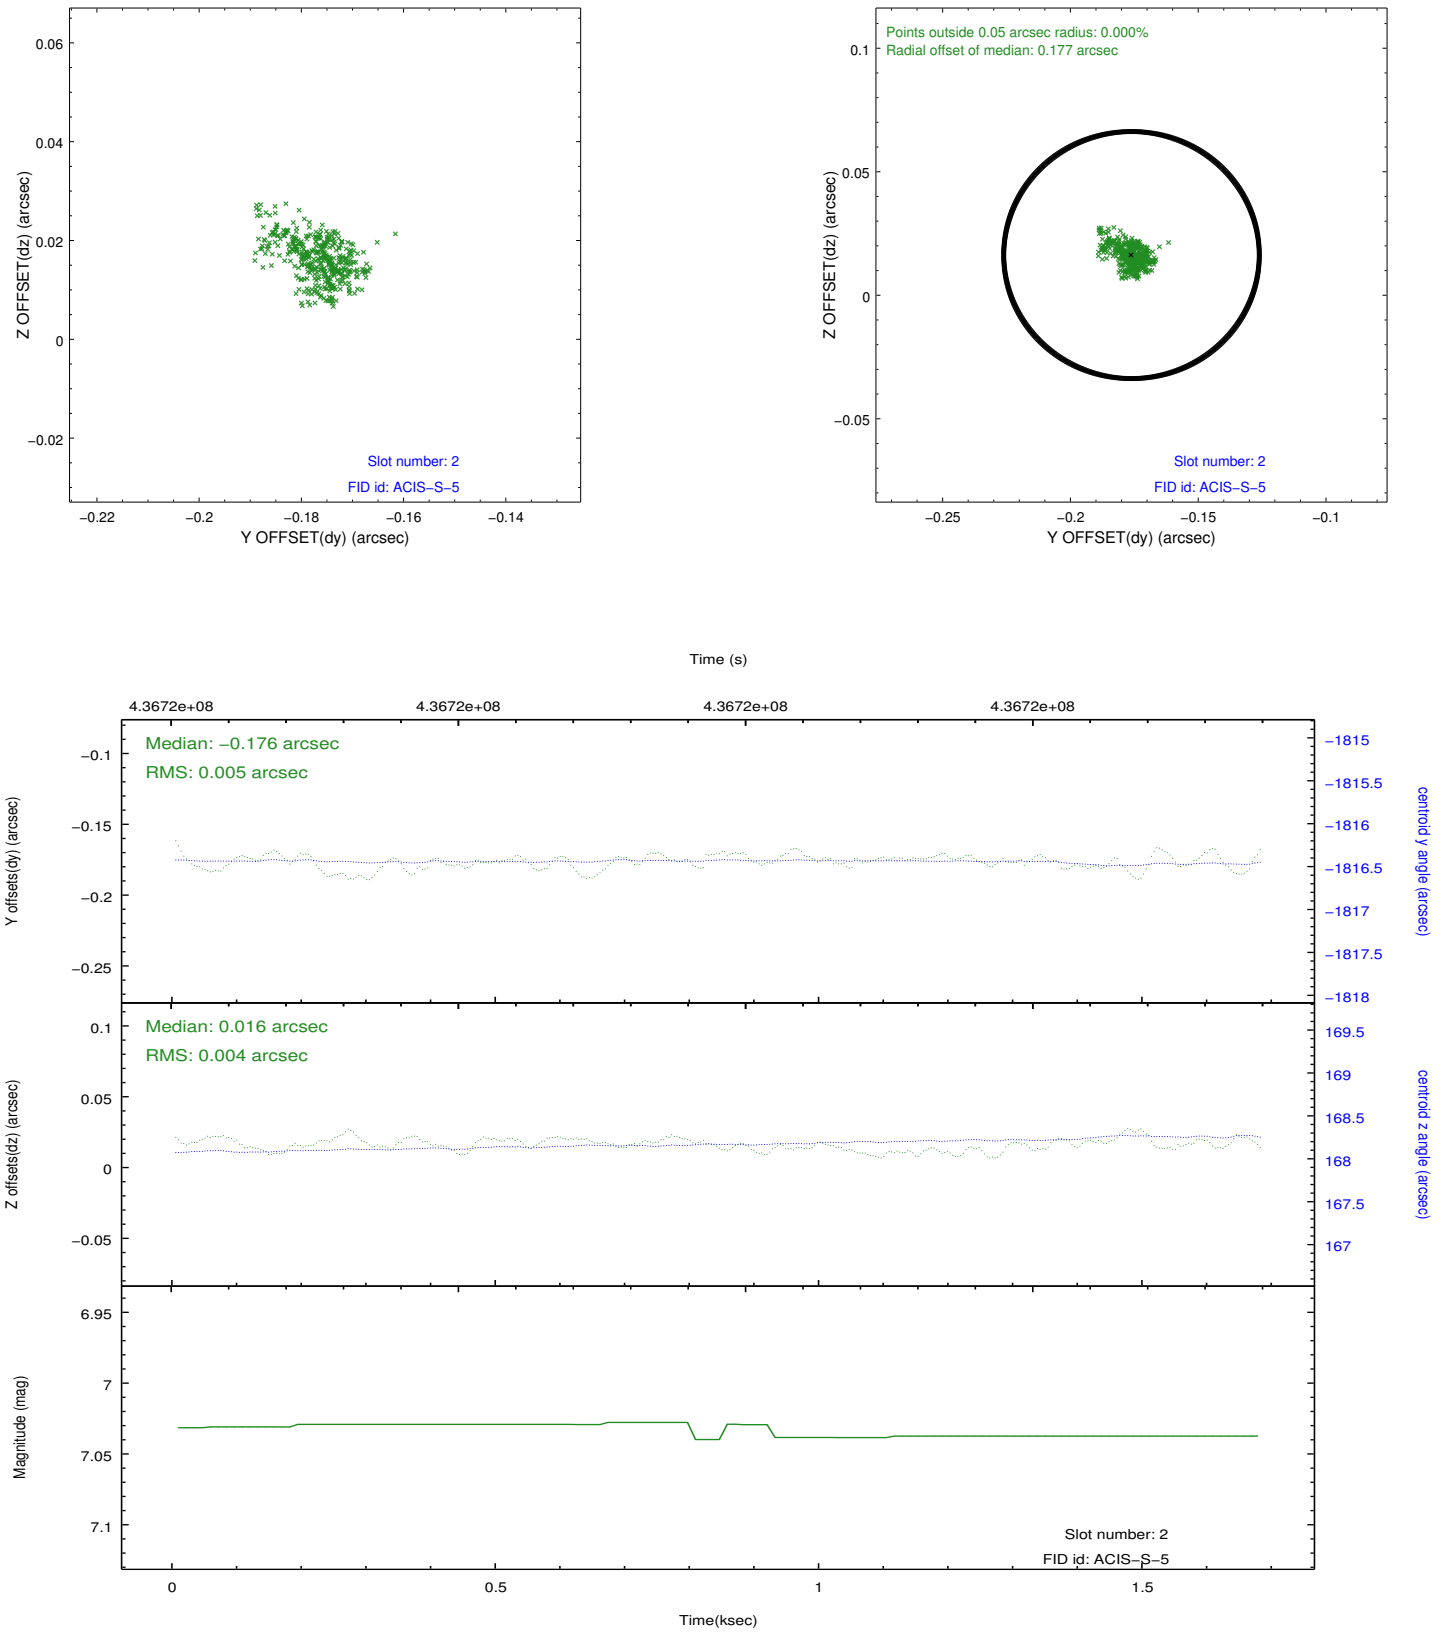 0.06
0.04
0.02
0
−0.02
Z OFFSET(dz) (arcsec)
Slot number: 2
FID id: ACIS−S−5
−0.22 −0.2 −0.18 −0.16 −0.14
Y OFFSET(dy) (arcsec)
Points outside 0.05 arcsec radius: 0.000%
Radial offset of median: 0.177 arcsec
0.1
0.05
0
−0.05
Z OFFSET(dz) (arcsec)
Slot number: 2
FID id: ACIS−S−5
−0.25 −0.2 −0.15 −0.1
Y OFFSET(dy) (arcsec)
Time (s)
4.3672e+08 4.3672e+08 4.3672e+08 4.3672e+08
Median: −0.176 arcsec
RMS: 0.005 arcsec
−0.1
−0.15
−0.2
−0.25
Y offsets(dy) (arcsec)
−1815
−1815.5
−1816
−1816.5
−1817
−1817.5
−1818
centroid y angle (arcsec)
Median: 0.016 arcsec
RMS: 0.004 arcsec
0.1
0.05
0
−0.05
Z offsets(dz) (arcsec)
169.5
169
168.5
168
167.5
167
centroid z angle (arcsec)
6.95
7
7.05
7.1
Magnitude (mag)
Slot number: 2
FID id: ACIS−S−5
0 0.5 1 1.5
Time(ksec)